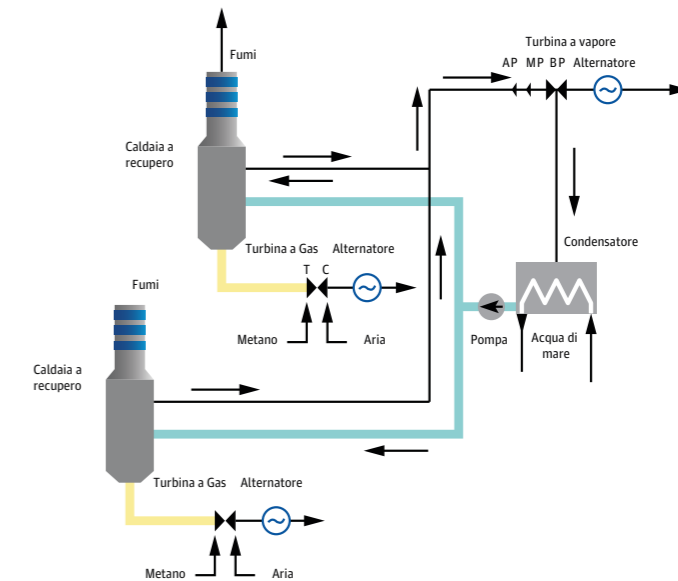 Turbina a vapore
AP MP BP Alternatore
Fumi
Caldaia a
recupero
Condensatore
Turbina a Gas Alternatore
T C
Metano Aria
Pompa
Acqua di
mare
Fumi
Caldaia a
recupero
Turbina a Gas Alternatore
Metano Aria